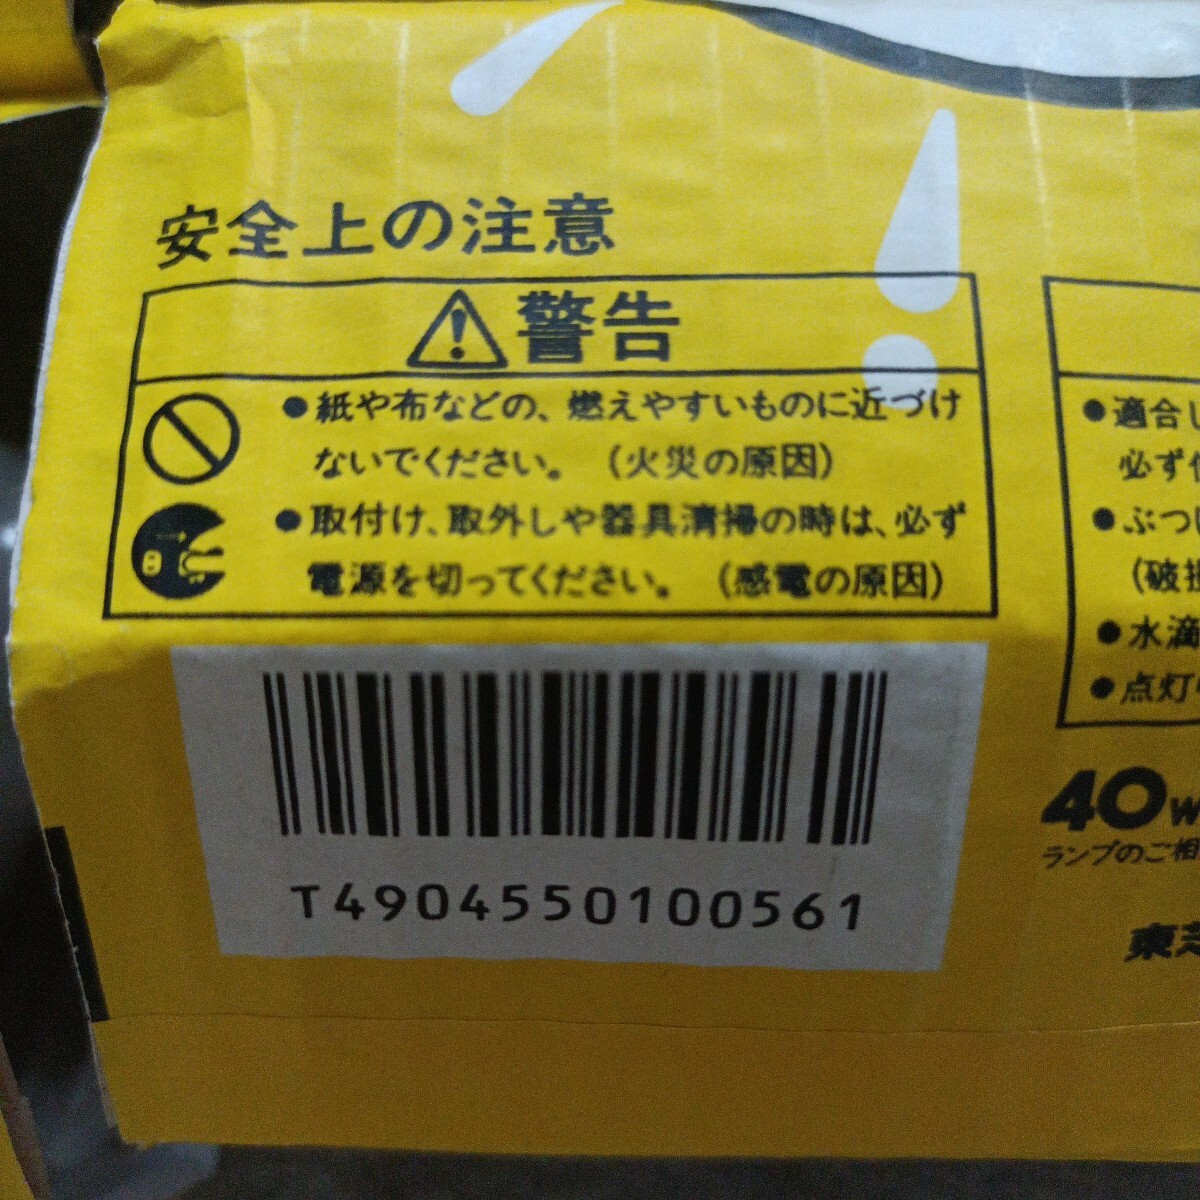 安全上の注意
警告
●紙や布などの、燃えやすいものに近づけ
ないでください。(火災の原因)
●取付け、取外しや器具清掃の時は、必ず
電源を切ってください。(感電の原因)
T4904550100561
●適合し
必ず
●ぶつ
(破損
●水滴
●点灯中
40W
ランプのご相
東芝